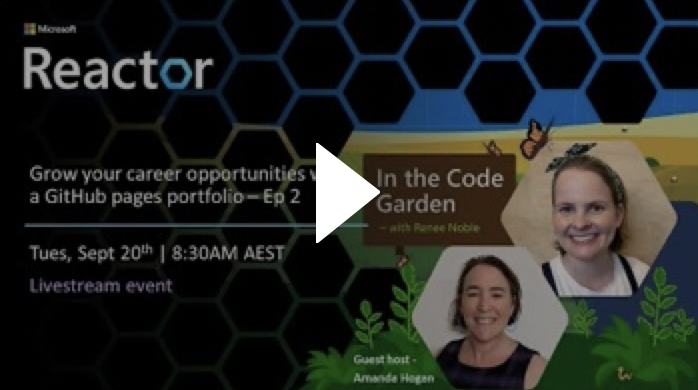 Microsoft
Reactor
Grow your career opportunities
a GitHub pages portfolio – Ep 2
Tues, Sept 20th | 8:30AM AEST
Livestream event
In the Code
Garden
– with Renee Noble
Guest host -
Amanda Hogan